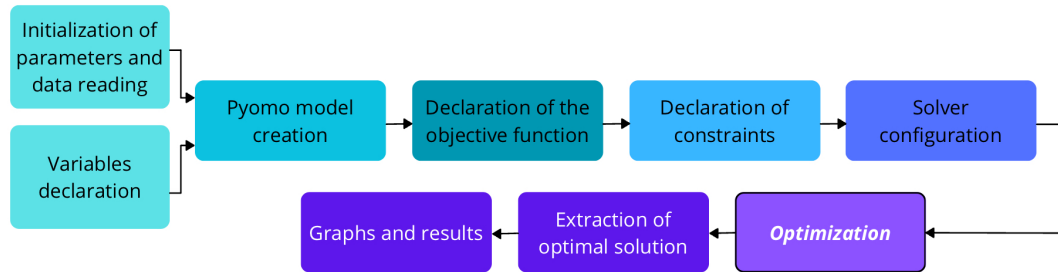 Initialization of
parameters and
data reading
Variables
declaration
Pyomo model
creation
Declaration of the
objective function
Declaration of
constraints
Solver
configuration
Optimization
Extraction of
optimal solution
Graphs and results